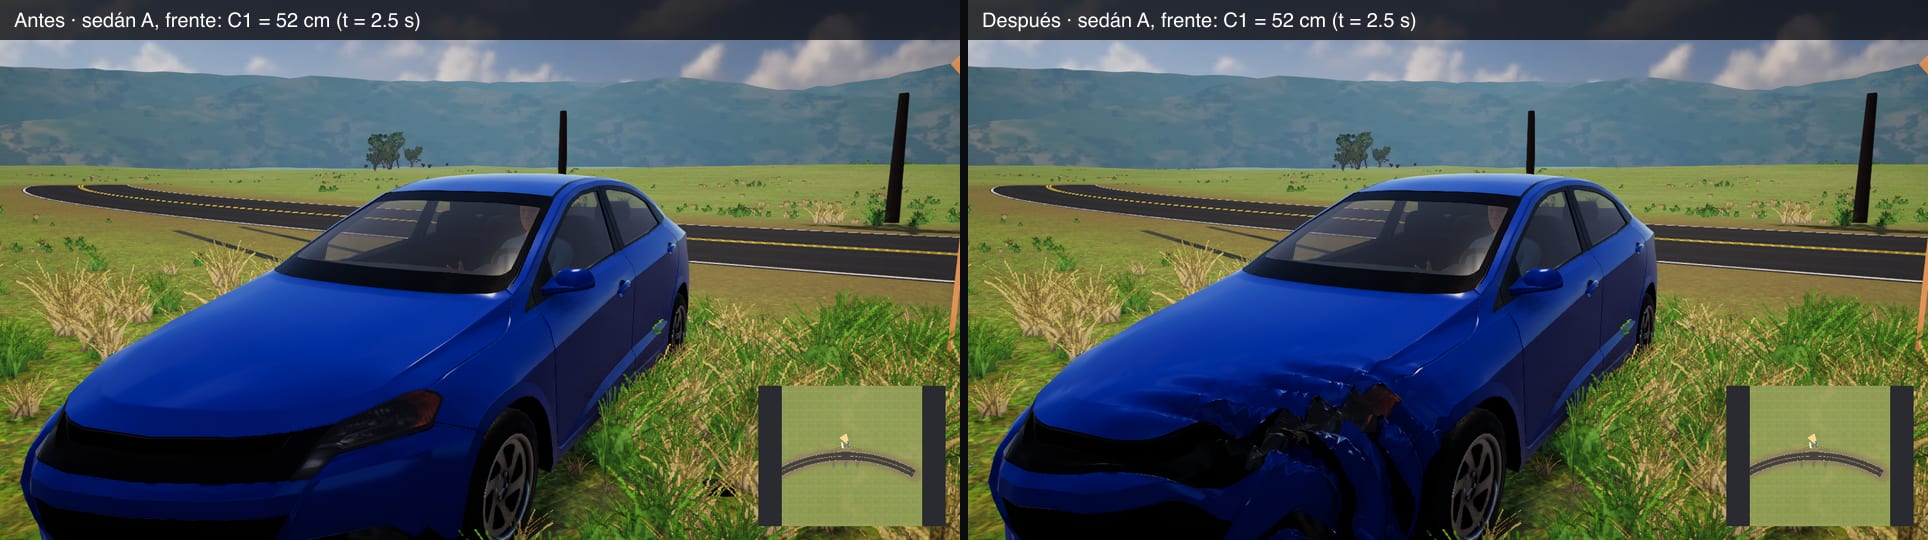 Antes · sedán A, frente: C1 = 52 cm (t = 2.5 s)
Después · sedán A, frente: C1 = 52 cm (t = 2.5 s)